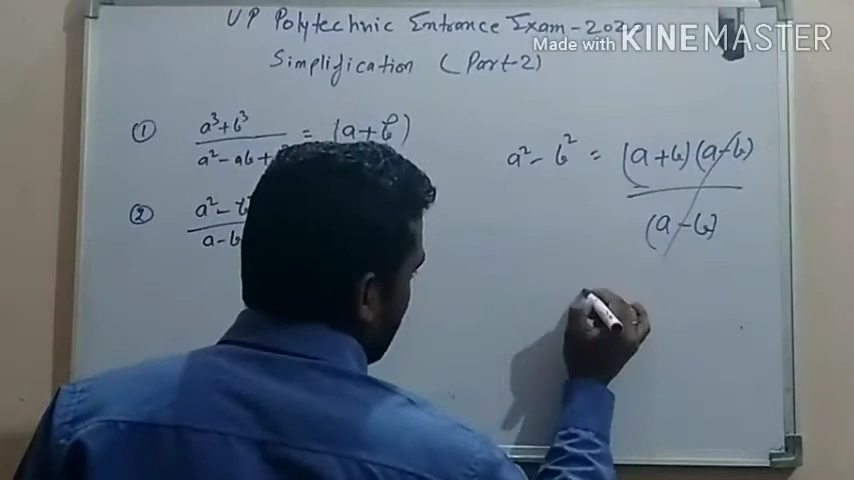 UP Polytechnic Entrance Exam-202
Made with KINEMASTER
Simplification (Part-2)
① a³+b³ / a²-ab+ = (a+b)
② a²-b / a-b
a²-b² = (a+b)(a-b) / (a-b)